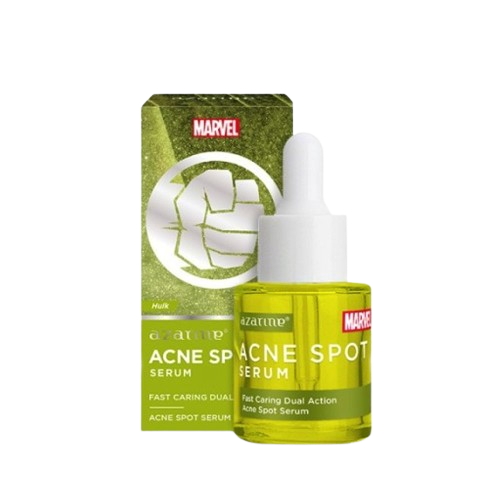 MARVEL
Hulk
azarine®
ACNE SP
SERUM
FAST CARING DUAL
ACNE SPOT SERUM
azarine®
MARVEL
ACNE SPOT
SERUM
Fast Caring Dual Action
Acne Spot Serum